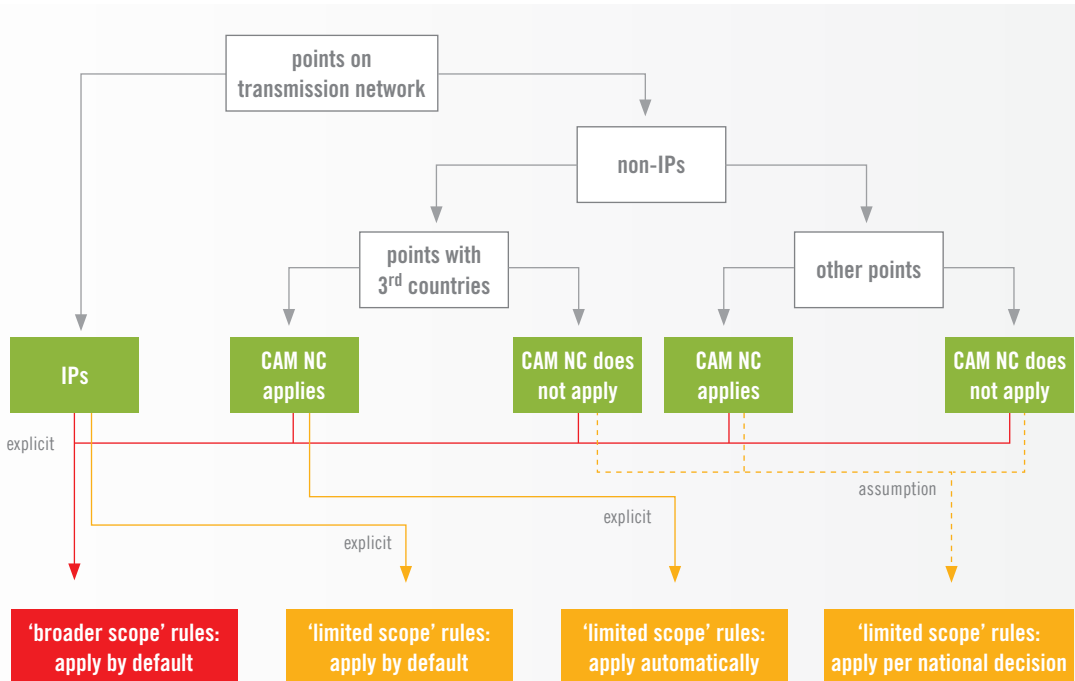 points on
transmission network
non-IPs
points with
3rd countries
other points
IPs
CAM NC
applies
CAM NC does
not apply
CAM NC
applies
CAM NC does
not apply
explicit
assumption
explicit
explicit
‘broader scope’ rules:
apply by default
‘limited scope’ rules:
apply by default
‘limited scope’ rules:
apply automatically
‘limited scope’ rules:
apply per national decision